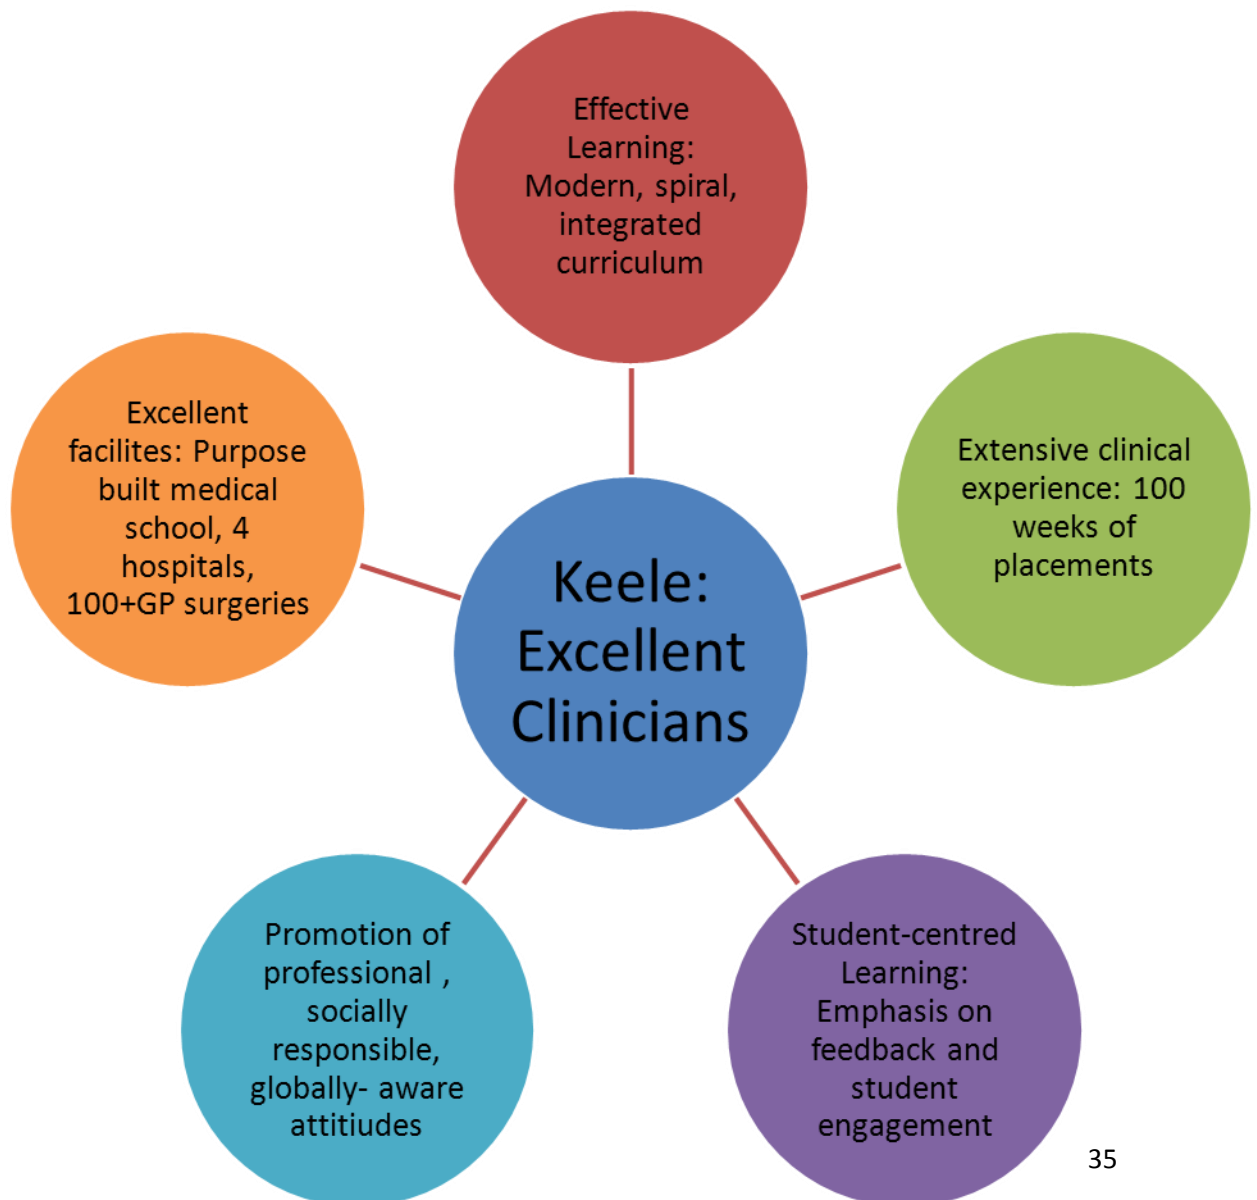 Effective
Learning:
Modern, spiral,
integrated
curriculum
Excellent
facilites: Purpose
built medical
school, 4
hospitals,
100+GP surgeries
Extensive clinical
experience: 100
weeks of
placements
Keele:
Excellent
Clinicians
Promotion of
professional ,
socially
responsible,
globally- aware
attitiudes
Student-centred
Learning:
Emphasis on
feedback and
student
engagement
35